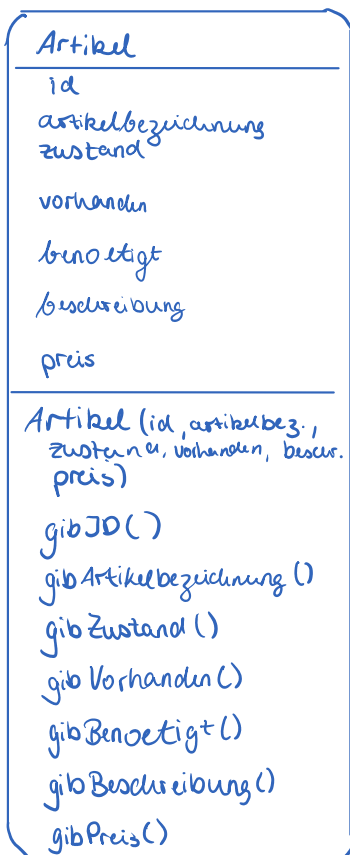 Artikel
id
artikelbezeichnung
zustand
vorhanden
benoetigt
beschreibung
preis
Artikel (id, artikelbez.,
zustand, vorhanden, beschr.
preis)
gibID()
gibArtikelbezeichnung()
gibZustand()
gibVorhanden()
gibBenoetigt()
gibBeschreibung()
gibPreis()